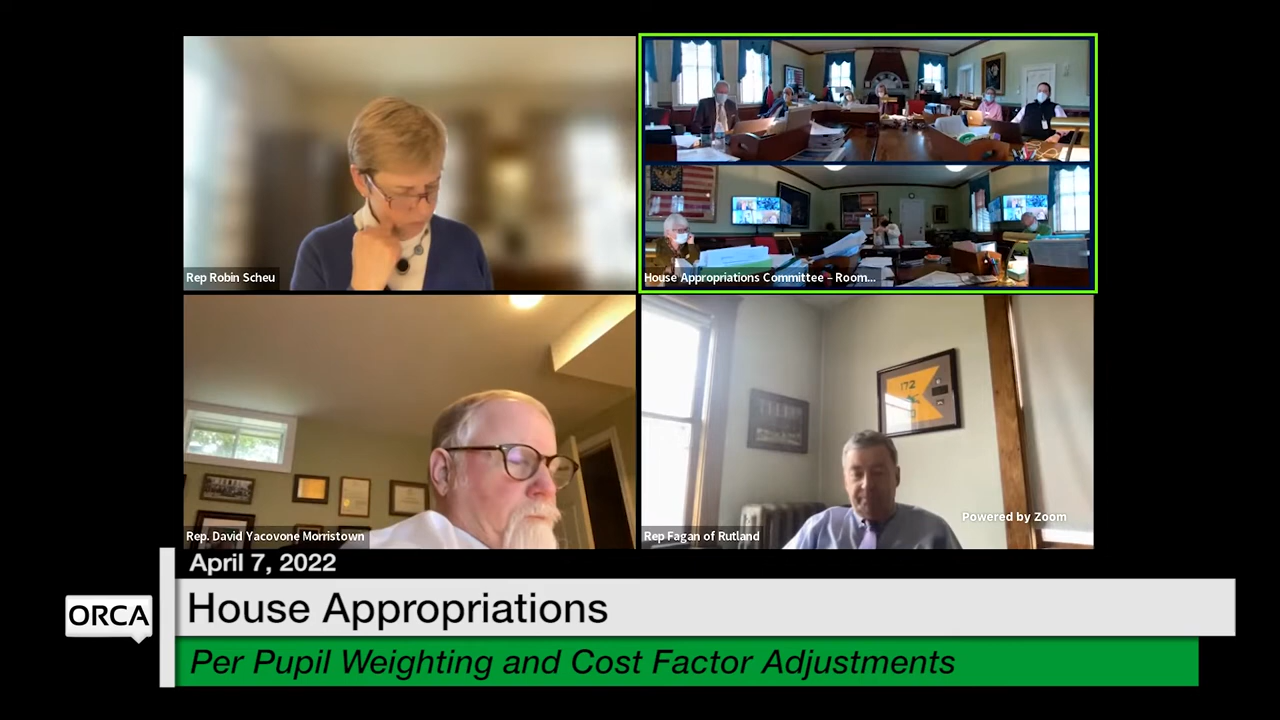 Rep Robin Scheu
House Appropriations Committee – Room...
172
Rep. David Yacovone Morristown
Rep Fagan of Rutland
Powered by Zoom
April 7, 2022
ORCA
House Appropriations
Per Pupil Weighting and Cost Factor Adjustments